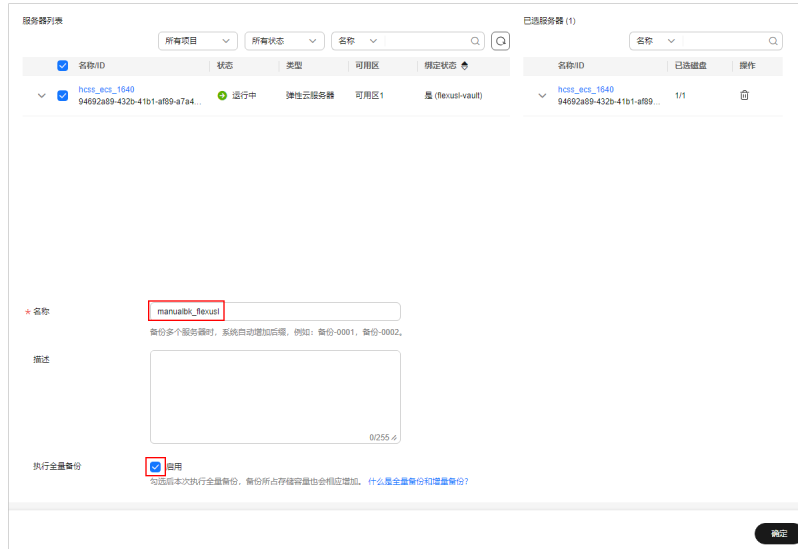 服务器列表
所有项目 所有状态 名称
名称/ID 状态 类型 可用区 绑定状态
hcss_ecs_1640
94692a89-432b-41b1-af89-a7a4... 运行中 弹性云服务器 可用区1 是 (flexusl-vault)
已选服务器 (1)
名称
名称/ID 已选磁盘 操作
hcss_ecs_1640
94692a89-432b-41b1-af89... 1/1
* 名称 manualbk_flexusl
备份多个服务器时，系统自动增加后缀，例如：备份-0001，备份-0002。
描述
0/255
执行全量备份 启用
勾选后本次执行全量备份，备份所占存储容量也会相应增加。 什么是全量备份和增量备份?
确定